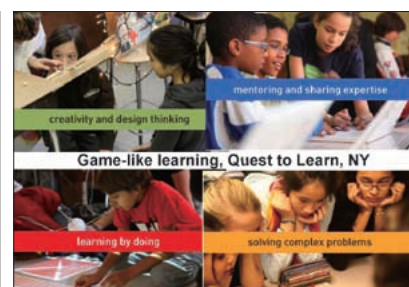 creativity and design thinking
mentoring and sharing expertise
Game-like learning, Quest to Learn, NY
learning by doing
solving complex problems